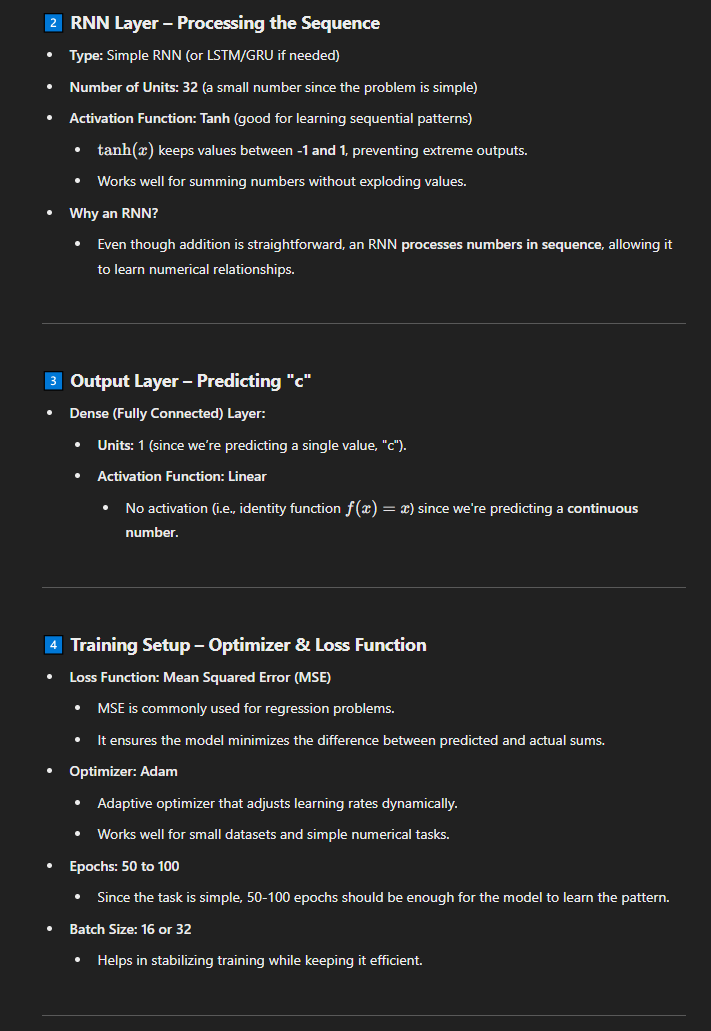 2 RNN Layer – Processing the Sequence
• Type: Simple RNN (or LSTM/GRU if needed)
• Number of Units: 32 (a small number since the problem is simple)
• Activation Function: Tanh (good for learning sequential patterns)
• tanh(x) keeps values between -1 and 1, preventing extreme outputs.
• Works well for summing numbers without exploding values.
• Why an RNN?
• Even though addition is straightforward, an RNN processes numbers in sequence, allowing it
to learn numerical relationships.
3 Output Layer – Predicting "c"
• Dense (Fully Connected) Layer:
• Units: 1 (since we're predicting a single value, "c").
• Activation Function: Linear
• No activation (i.e., identity function f(x) = x) since we're predicting a continuous
number.
4 Training Setup – Optimizer & Loss Function
• Loss Function: Mean Squared Error (MSE)
• MSE is commonly used for regression problems.
• It ensures the model minimizes the difference between predicted and actual sums.
• Optimizer: Adam
• Adaptive optimizer that adjusts learning rates dynamically.
• Works well for small datasets and simple numerical tasks.
• Epochs: 50 to 100
• Since the task is simple, 50-100 epochs should be enough for the model to learn the pattern.
• Batch Size: 16 or 32
• Helps in stabilizing training while keeping it efficient.